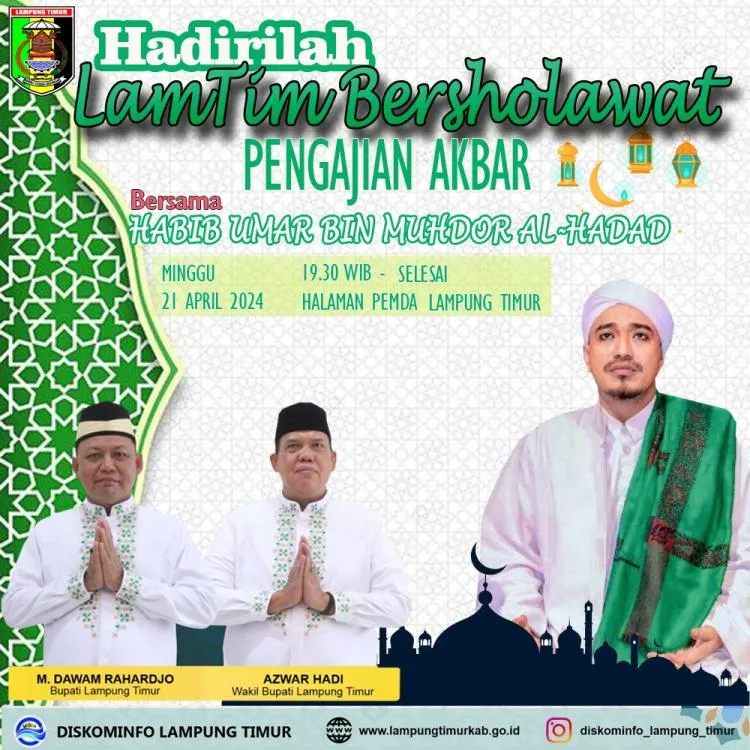 LAMPUNG TIMUR
Hadirilah
LamTim Bersholawat
PENGAJIAN AKBAR
Bersama
HABIB UMAR BIN MUHDOR AL-HADAD
MINGGU 19.30 WIB - SELESAI
21 APRIL 2024 HALAMAN PEMDA LAMPUNG TIMUR
M. DAWAM RAHARDJO
Bupati Lampung Timur
AZWAR HADI
Wakil Bupati Lampung Timur
DISKOMINFO LAMPUNG TIMUR www.lampungtimurkab.go.id diskominfo_lampung_timur